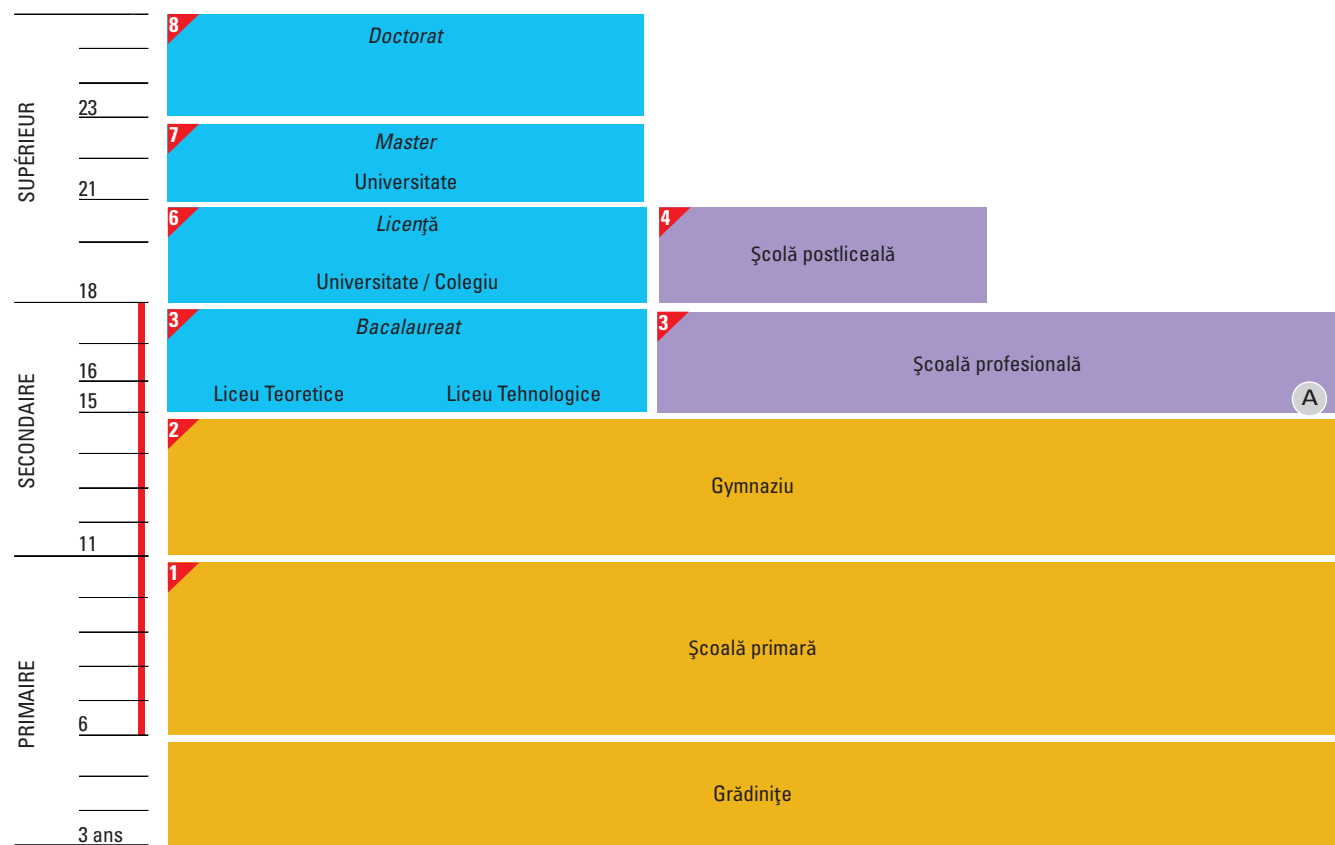 SUPÉRIEUR
SECONDAIRE
PRIMAIRE
23
21
18
16
15
11
6
3 ans
8
Doctorat
7
Master
Universitate
6
Licenţă
Universitate / Colegiu
4
Şcolă postliceală
3
Bacalaureat
Liceu Teoretice
Liceu Tehnologice
3
Şcoală profesională
A
2
Gymnaziu
1
Şcoală primară
Grădiniţe